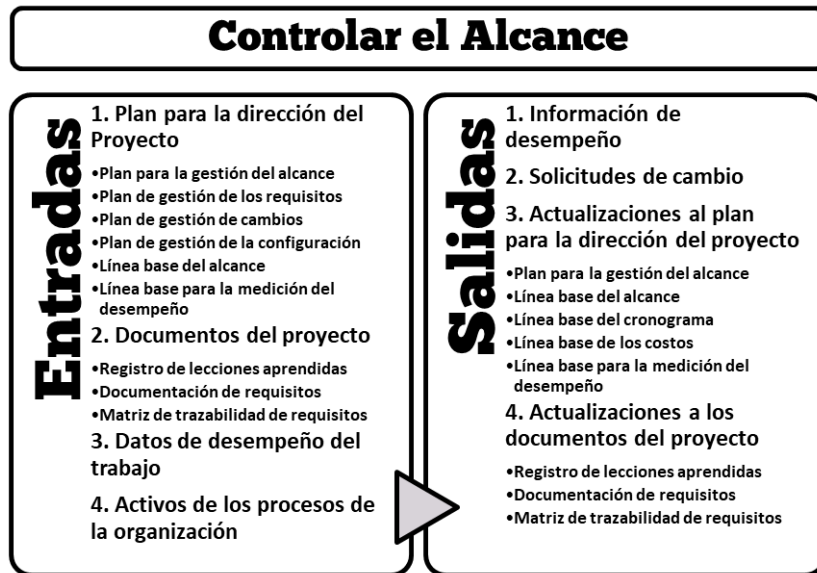 Controlar el Alcance
Entradas
1. Plan para la dirección del
Proyecto
•Plan para la gestión del alcance
•Plan de gestión de los requisitos
•Plan de gestión de cambios
•Plan de gestión de la configuración
•Línea base del alcance
•Línea base para la medición del
desempeño
2. Documentos del proyecto
•Registro de lecciones aprendidas
•Documentación de requisitos
•Matriz de trazabilidad de requisitos
3. Datos de desempeño del
trabajo
4. Activos de los procesos de
la organización
Salidas
1. Información de
desempeño
2. Solicitudes de cambio
3. Actualizaciones al plan
para la dirección del proyecto
•Plan para la gestión del alcance
•Línea base del alcance
•Línea base del cronograma
•Línea base de los costos
•Línea base para la medición del
desempeño
4. Actualizaciones a los
documentos del proyecto
•Registro de lecciones aprendidas
•Documentación de requisitos
•Matriz de trazabilidad de requisitos